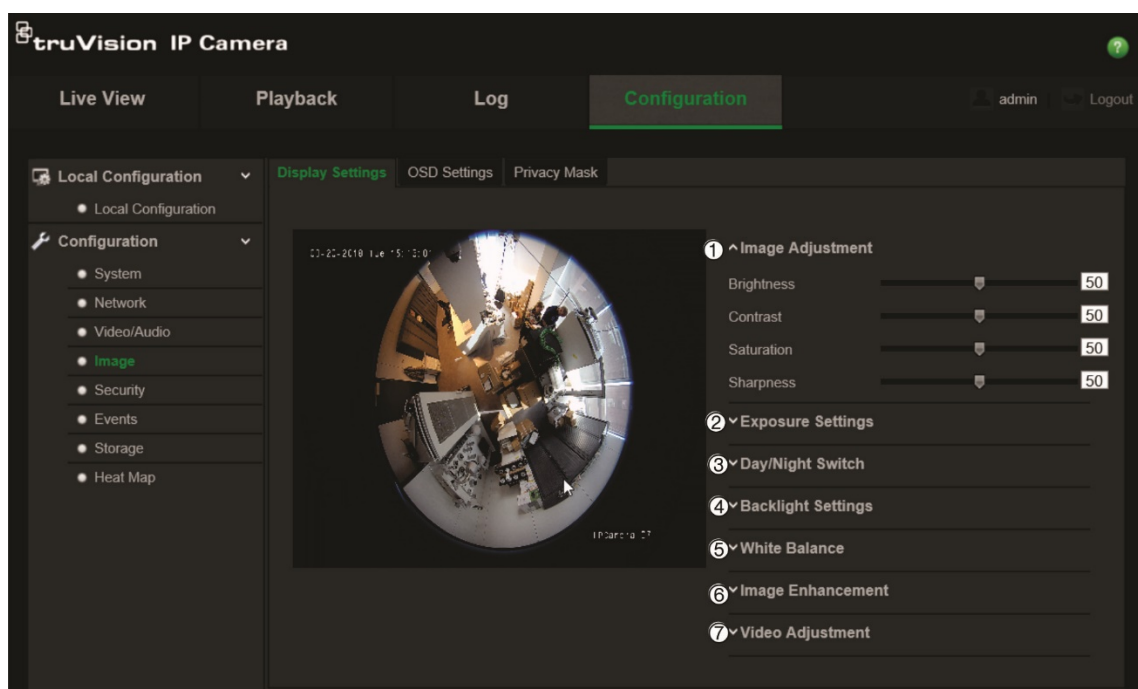 truVision IP Camera
?
Live View Playback Log Configuration admin Logout
Display Settings OSD Settings Privacy Mask
Local Configuration
Local Configuration
Configuration
System
Network
Video/Audio
Image
Security
Events
Storage
Heat Map
1 Image Adjustment
Brightness 50
Contrast 50
Saturation 50
Sharpness 50
2 Exposure Settings
3 Day/Night Switch
4 Backlight Settings
5 White Balance
6 Image Enhancement
7 Video Adjustment